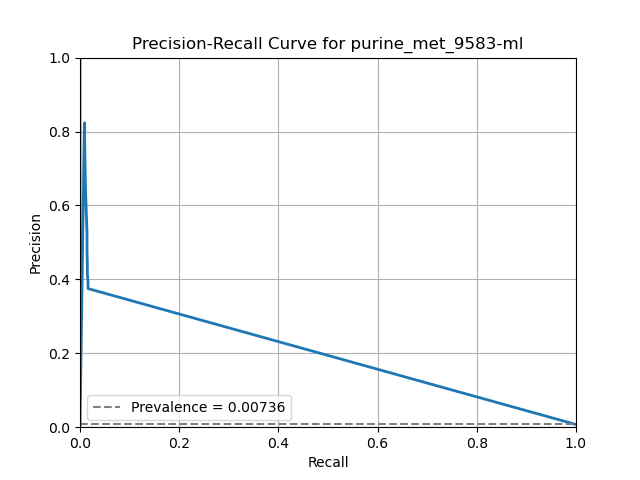 Precision-Recall Curve for purine_met_9583-ml
1.0
0.8
0.6
0.4
0.2
0.0
Precision
Prevalence = 0.00736
0.0 0.2 0.4 0.6 0.8 1.0
Recall